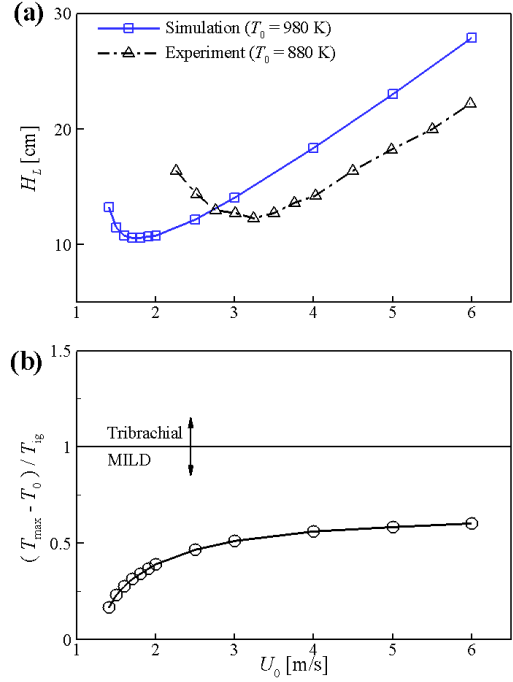 (a)
30
Simulation (T0 = 980 K)
Experiment (T0 = 880 K)
20
HL [cm]
10
1 2 3 4 5 6
(b)
1.5
Tribrachial
1
MILD
(Tmax - T0) / Tig
0.5
0
1 2 3 4 5 6
U0 [m/s]